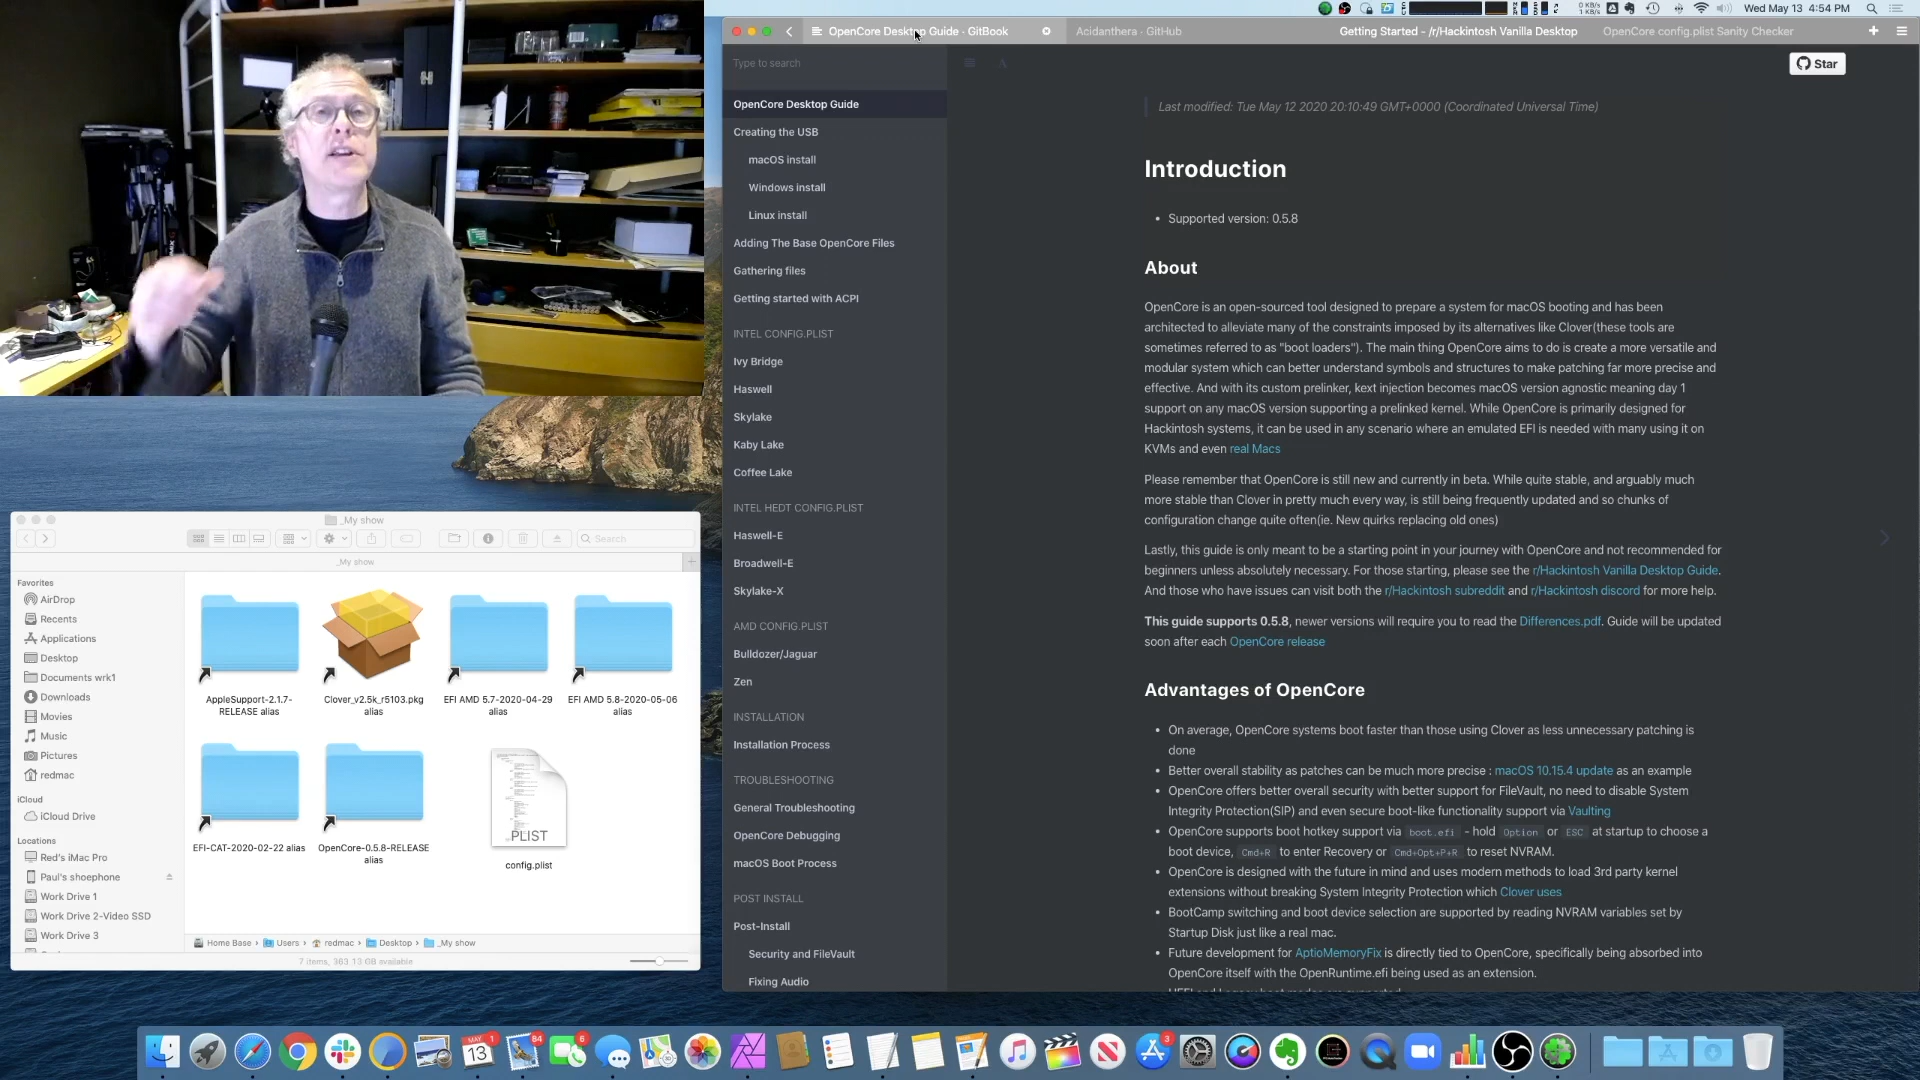 Wed May 13 4:54 PM
OpenCore Desktop Guide - GitBook
Acidanthera · GitHub
Getting Started - /r/Hackintosh Vanilla Desktop
OpenCore config.plist Sanity Checker
Type to search
Star
OpenCore Desktop Guide
Creating the USB
macOS install
Windows install
Linux install
Adding The Base OpenCore Files
Gathering files
Getting started with ACPI
INTEL CONFIG.PLIST
Ivy Bridge
Haswell
Skylake
Kaby Lake
Coffee Lake
INTEL HEDT CONFIG.PLIST
Haswell-E
Broadwell-E
Skylake-X
AMD CONFIG.PLIST
Bulldozer/Jaguar
Zen
INSTALLATION
Installation Process
TROUBLESHOOTING
General Troubleshooting
OpenCore Debugging
macOS Boot Process
POST INSTALL
Post-Install
Security and FileVault
Fixing Audio
Last modified: Tue May 12 2020 20:10:49 GMT+0000 (Coordinated Universal Time)
Introduction
• Supported version: 0.5.8
About
OpenCore is an open-sourced tool designed to prepare a system for macOS booting and has been
architected to alleviate many of the constraints imposed by its alternatives like Clover(these tools are
sometimes referred to as "boot loaders"). The main thing OpenCore aims to do is create a more versatile and
modular system which can better understand symbols and structures to make patching far more precise and
effective. And with its custom prelinker, kext injection becomes macOS version agnostic meaning day 1
support on any macOS version supporting a prelinked kernel. While OpenCore is primarily designed for
Hackintosh systems, it can be used in any scenario where an emulated EFI is needed with many using it on
KVMs and even real Macs
Please remember that OpenCore is still new and currently in beta. While quite stable, and arguably much
more stable than Clover in pretty much every way, is still being frequently updated and so chunks of
configuration change quite often(ie. New quirks replacing old ones)
Lastly, this guide is only meant to be a starting point in your journey with OpenCore and not recommended for
beginners unless absolutely necessary. For those starting, please see the r/Hackintosh Vanilla Desktop Guide.
And those who have issues can visit both the r/Hackintosh subreddit and r/Hackintosh discord for more help.
This guide supports 0.5.8, newer versions will require you to read the Differences.pdf. Guide will be updated
soon after each OpenCore release
Advantages of OpenCore
• On average, OpenCore systems boot faster than those using Clover as less unnecessary patching is
done
• Better overall stability as patches can be much more precise : macOS 10.15.4 update as an example
• OpenCore offers better overall security with better support for FileVault, no need to disable System
Integrity Protection(SIP) and even secure boot-like functionality support via Vaulting
• OpenCore supports boot hotkey support via boot.efi - hold Option or ESC at startup to choose a
boot device, Cmd+R to enter Recovery or Cmd+Opt+P+R to reset NVRAM.
• OpenCore is designed with the future in mind and uses modern methods to load 3rd party kernel
extensions without breaking System Integrity Protection which Clover uses
• BootCamp switching and boot device selection are supported by reading NVRAM variables set by
Startup Disk just like a real mac.
• Future development for AptioMemoryFix is directly tied to OpenCore, specifically being absorbed into
OpenCore itself with the OpenRuntime.efi being used as an extension.
_My show
Search
_My show
Favorites
AirDrop
Recents
Applications
Desktop
Documents wrk1
Downloads
Movies
Music
Pictures
redmac
iCloud
iCloud Drive
Locations
Red's iMac Pro
Paul's shoephone
Work Drive 1
Work Drive 2-Video SSD
Work Drive 3
AppleSupport-2.1.7-
RELEASE alias
Clover_v2.5k_r5103.pkg
alias
EFI AMD 5.7-2020-04-29
alias
EFI AMD 5.8-2020-05-06
alias
EFI-CAT-2020-02-22 alias
OpenCore-0.5.8-RELEASE
alias
PLIST
config.plist
Home Base › Users › redmac › Desktop › _My show
7 items, 363.13 GB available
MAY
13
1
84
6
3